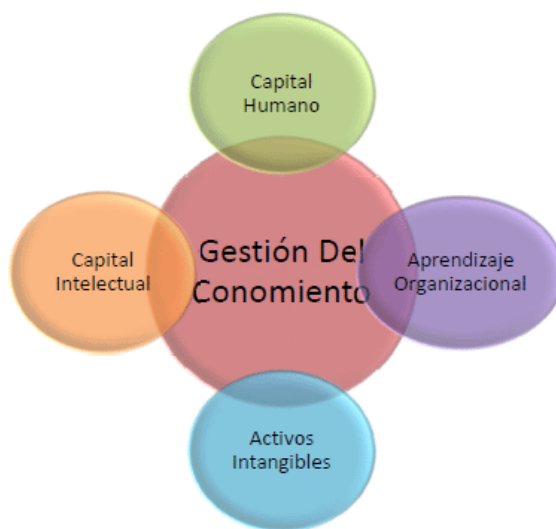 Capital
Humano
Gestión Del
Conomiento
Capital
Intelectual
Aprendizaje
Organizacional
Activos
Intangibles